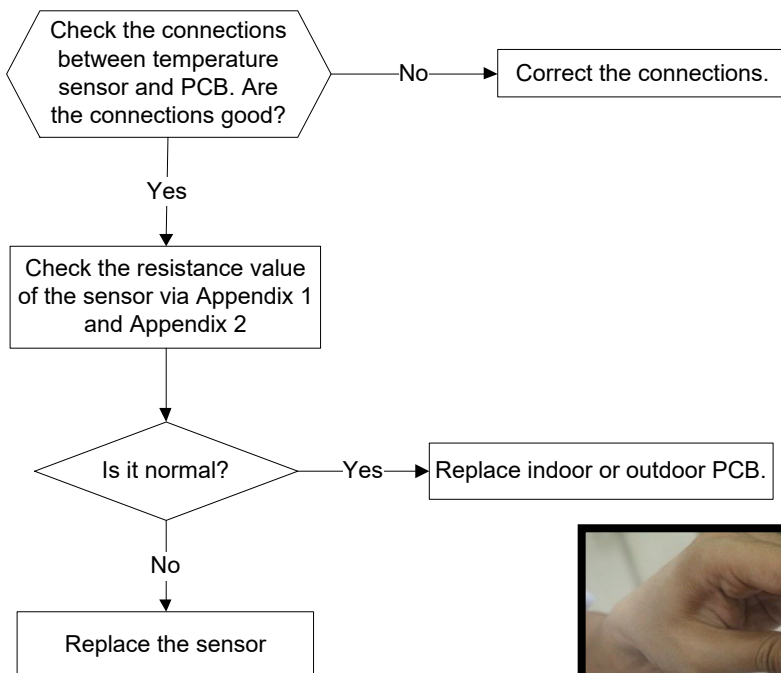 Check the connections
between temperature
sensor and PCB. Are
the connections good?
No
Correct the connections.
Yes
Check the resistance value
of the sensor via Appendix 1
and Appendix 2
Is it normal?
Yes
Replace indoor or outdoor PCB.
No
Replace the sensor